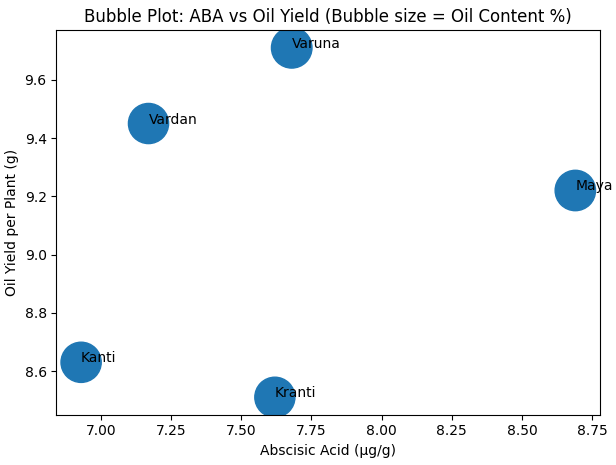 Bubble Plot: ABA vs Oil Yield (Bubble size = Oil Content %)
Varuna
9.6
Vardan
9.4
Maya
9.2
9.0
8.8
Kanti
8.6
Kranti
Oil Yield per Plant (g)
7.00 7.25 7.50 7.75 8.00 8.25 8.50 8.75
Abscisic Acid (μg/g)